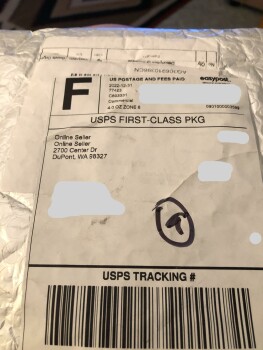 F
US POSTAGE AND FEES PAID
easypost
Commercial
USPS FIRST-CLASS PKG
Online Seller
Online Seller
2700 Center Dr
DuPont, WA 98327
USPS TRACKING #